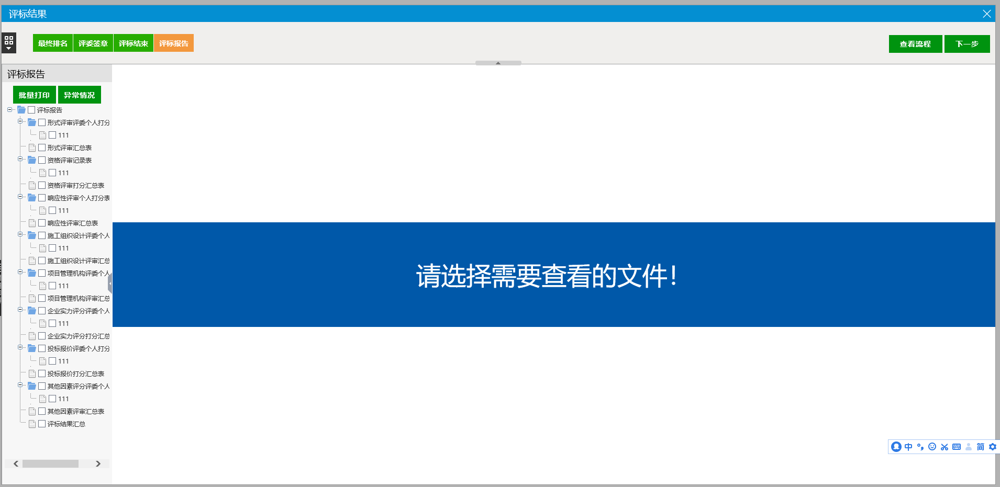 评标结果
最终排名 评委签章 评标结束 评标报告 查看流程 下一步
评标报告
批量打印 异常情况
评标报告
形式评审评委个人打分
111
形式评审汇总表
资格评审记录表
111
资格评审打分汇总表
响应性评审个人打分表
111
响应性评审汇总表
施工组织设计评委个人
111
施工组织设计评审汇总
项目管理机构评委个人
111
项目管理机构评审汇总
企业实力评分评委个人
111
企业实力评分打分汇总
投标报价评委个人打分
111
投标报价打分汇总表
其他因素评分评委个人
111
其他因素评审汇总表
评标结果汇总
请选择需要查看的文件!
中 简